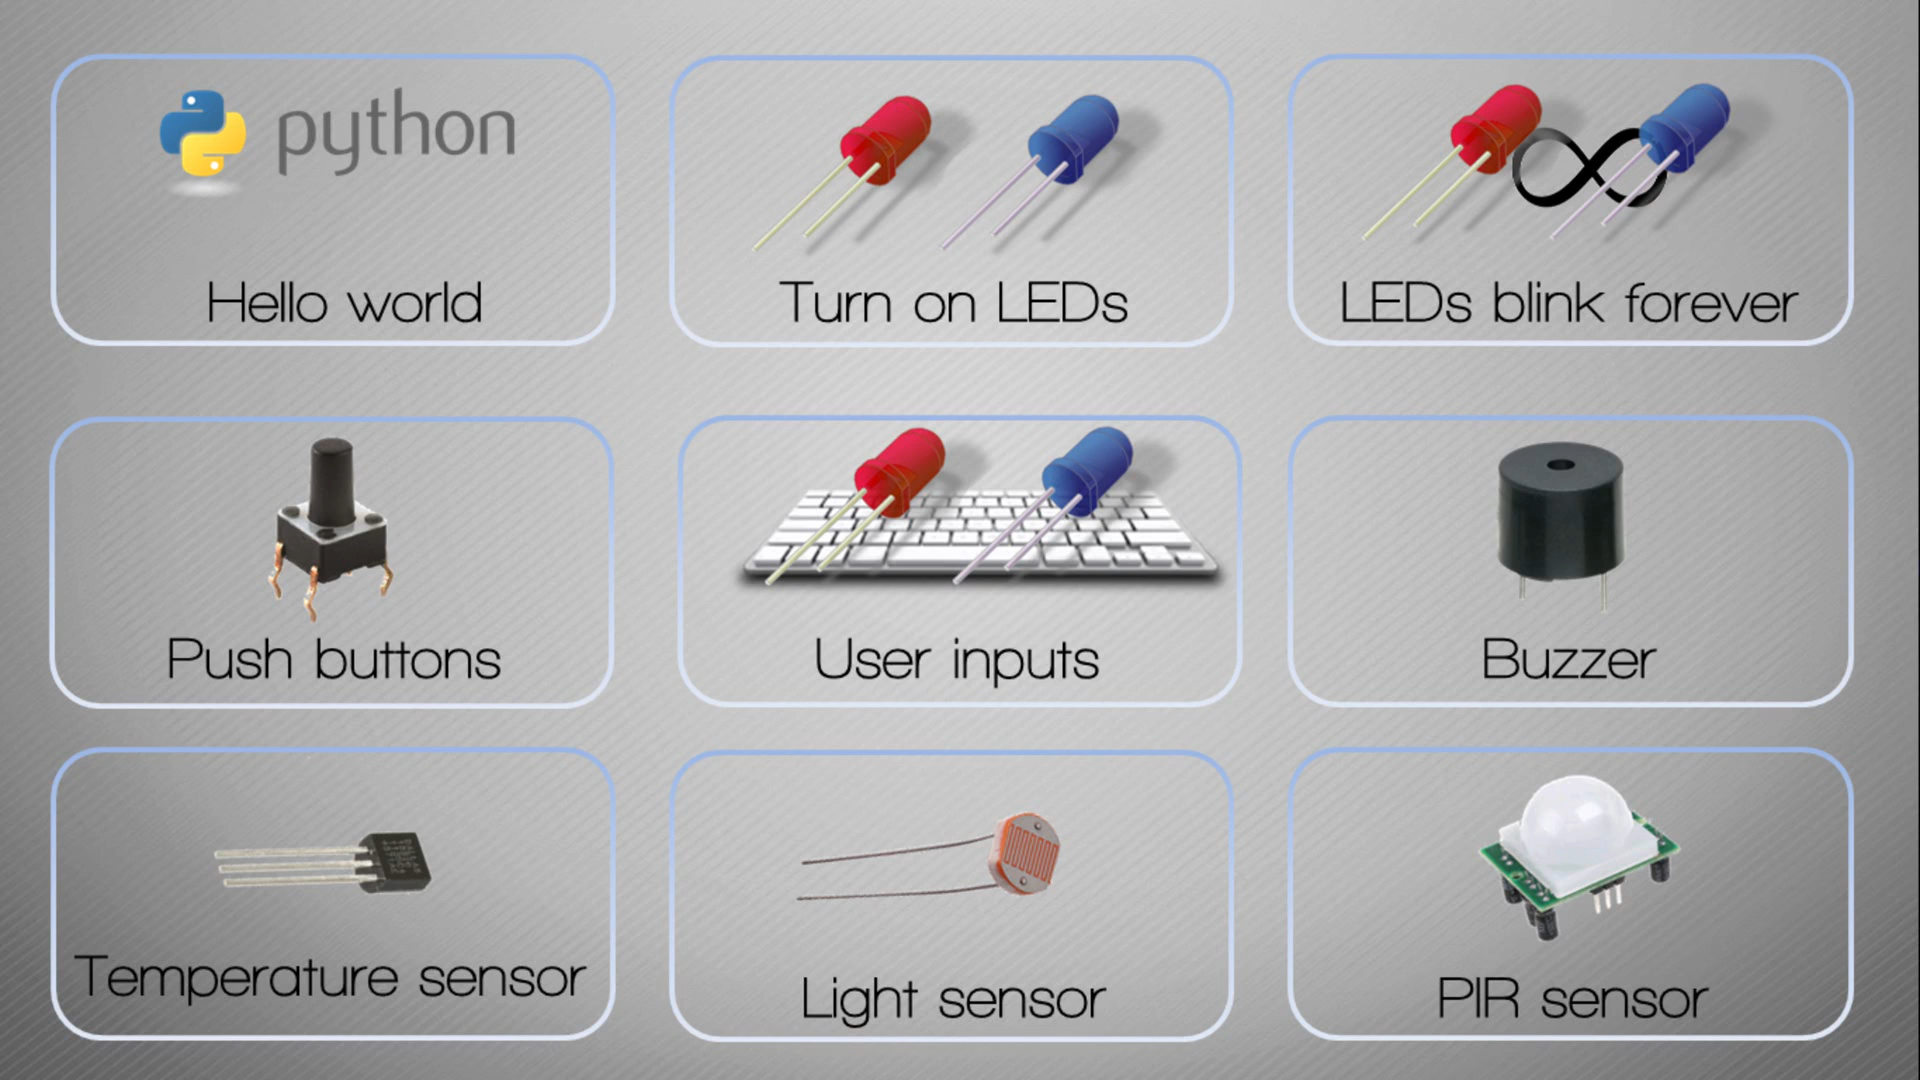 python
Hello world
Turn on LEDs
LEDs blink forever
Push buttons
User inputs
Buzzer
Temperature sensor
Light sensor
PIR sensor